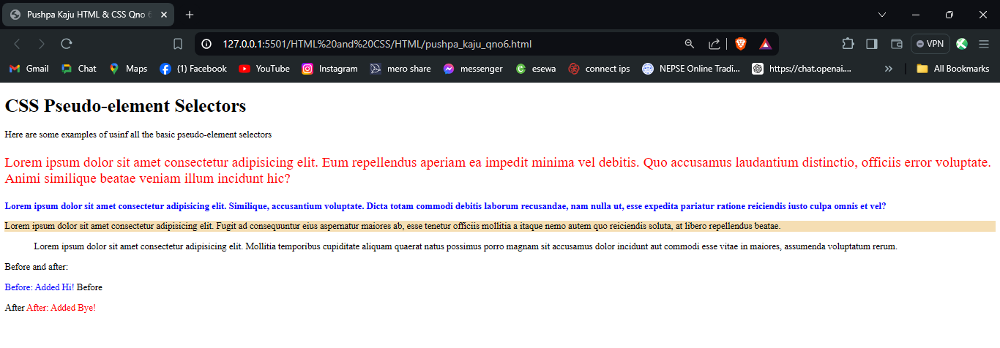 Pushpa Kaju HTML & CSS Qno 6
127.0.0.1:5501/HTML%20and%20CSS/HTML/pushpa_kaju_qno6.html
VPN
Gmail Chat Maps (1) Facebook YouTube Instagram mero share messenger esewa connect ips NEPSE Online Tradi... https://chat.openai.... All Bookmarks
CSS Pseudo-element Selectors
Here are some examples of usinf all the basic pseudo-element selectors
Lorem ipsum dolor sit amet consectetur adipisicing elit. Eum repellendus aperiam ea impedit minima vel debitis. Quo accusamus laudantium distinctio, officiis error voluptate.
Animi similique beatae veniam illum incidunt hic?
Lorem ipsum dolor sit amet consectetur adipisicing elit. Similique, accusantium voluptate. Dicta totam commodi debitis laborum recusandae, nam nulla ut, esse expedita pariatur ratione reiciendis iusto culpa omnis et vel?
Lorem ipsum dolor sit amet consectetur adipisicing elit. Fugit ad consequuntur eius aspernatur maiores ab, esse tenetur officiis mollitia a itaque nemo autem quo reiciendis soluta, at libero repellendus beatae.
Lorem ipsum dolor sit amet consectetur adipisicing elit. Mollitia temporibus cupiditate aliquam quaerat natus possimus porro magnam sit accusamus dolor incidunt aut commodi esse vitae in maiores, assumenda voluptatum rerum.
Before and after:
Before: Added Hi! Before
After After: Added Bye!